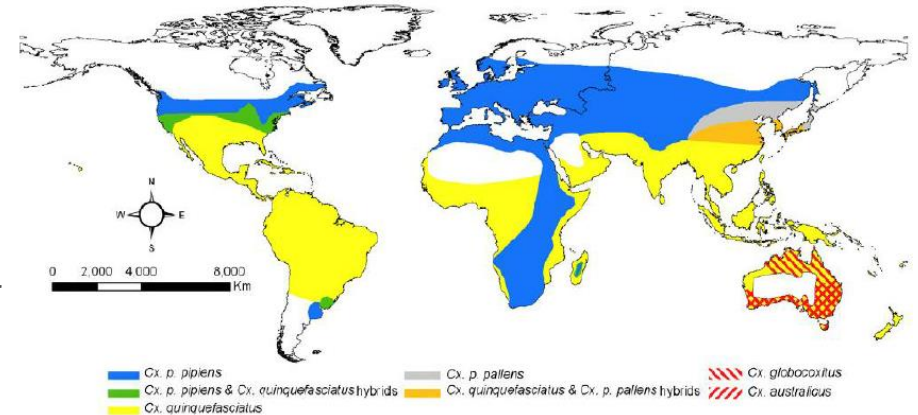 N
W E
S
0 2,000 4,000 8,000
Km
Cx. p. pipiens
Cx. p. pipiens & Cx. quinquefasciatus hybrids
Cx. quinquefasciatus
Cx. p. pallens
Cx. quinquefasciatus & Cx. p. pallens hybrids
Cx. globocoxitus
Cx. australicus